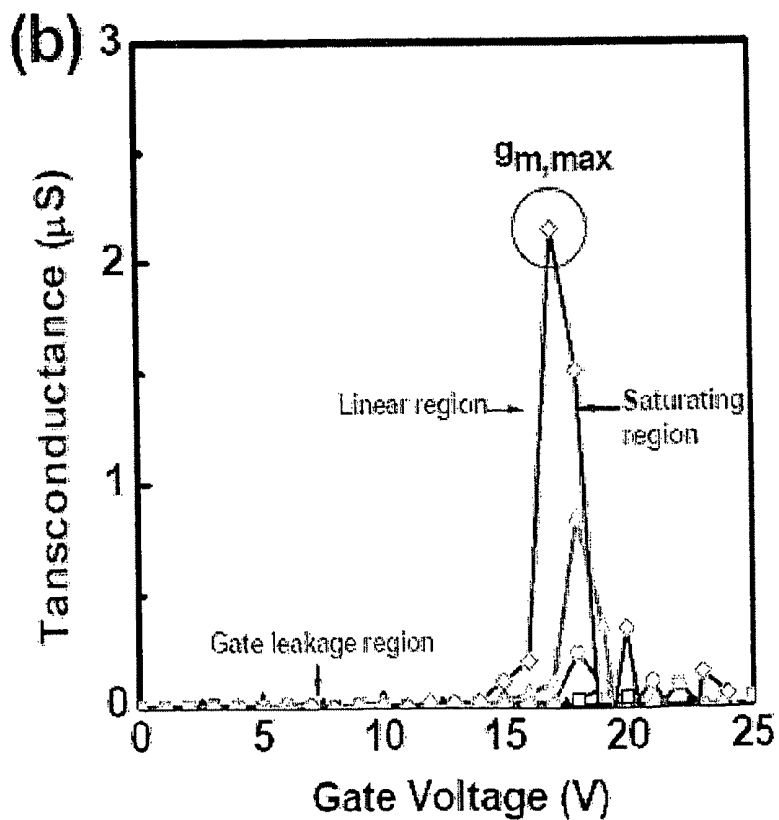 (b)
3
2
1
0
Tansconductance (μS)
gm,max
Linear region
Saturating
region
Gate leakage region
0 5 10 15 20 25
Gate Voltage (V)